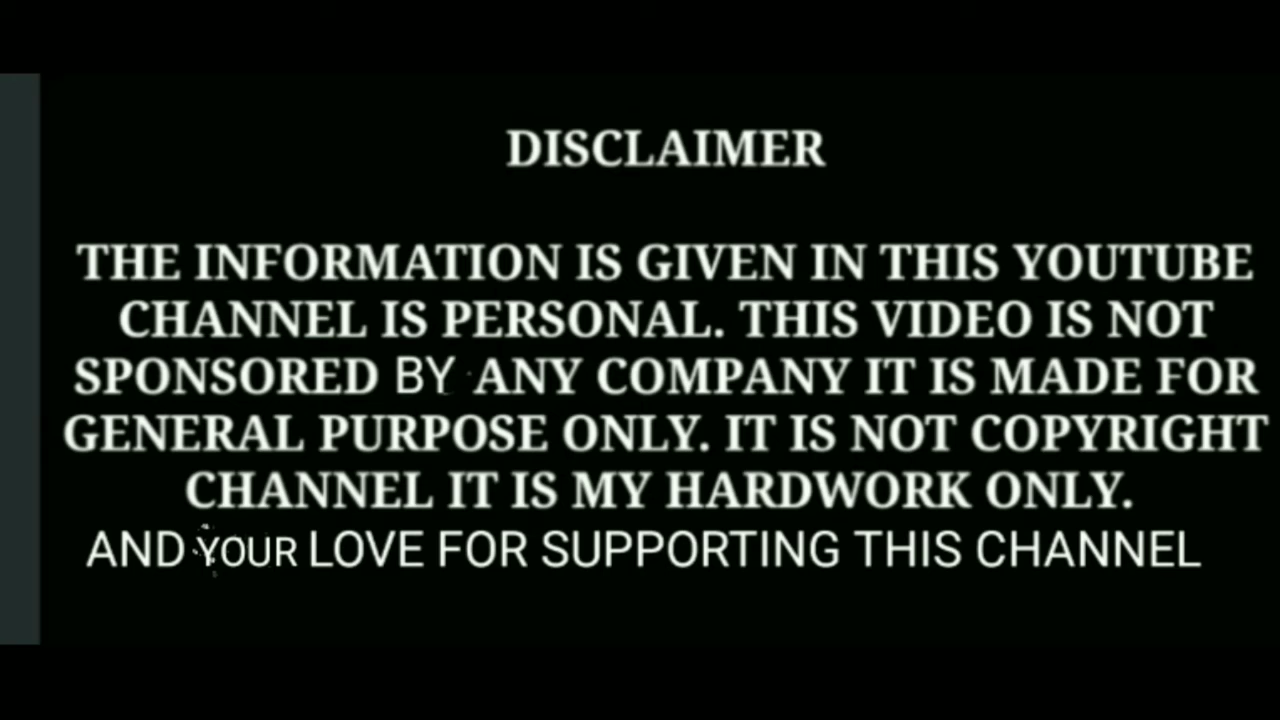 DISCLAIMER
THE INFORMATION IS GIVEN IN THIS YOUTUBE
CHANNEL IS PERSONAL. THIS VIDEO IS NOT
SPONSORED BY ANY COMPANY IT IS MADE FOR
GENERAL PURPOSE ONLY. IT IS NOT COPYRIGHT
CHANNEL IT IS MY HARDWORK ONLY.
AND YOUR LOVE FOR SUPPORTING THIS CHANNEL